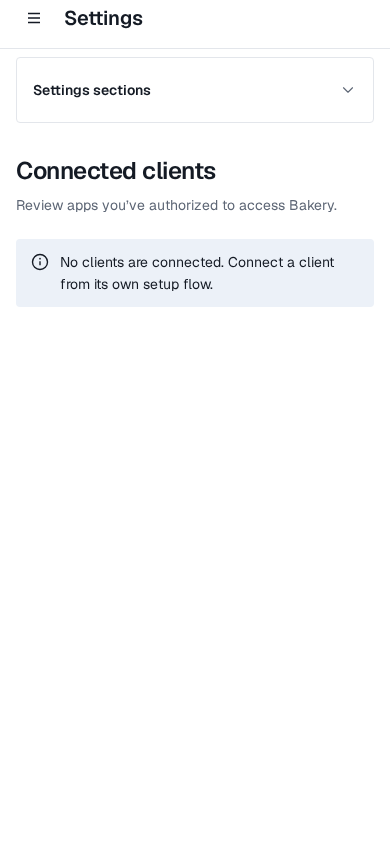 Settings
Settings sections
Connected clients
Review apps you've authorized to access Bakery.
No clients are connected. Connect a client
from its own setup flow.